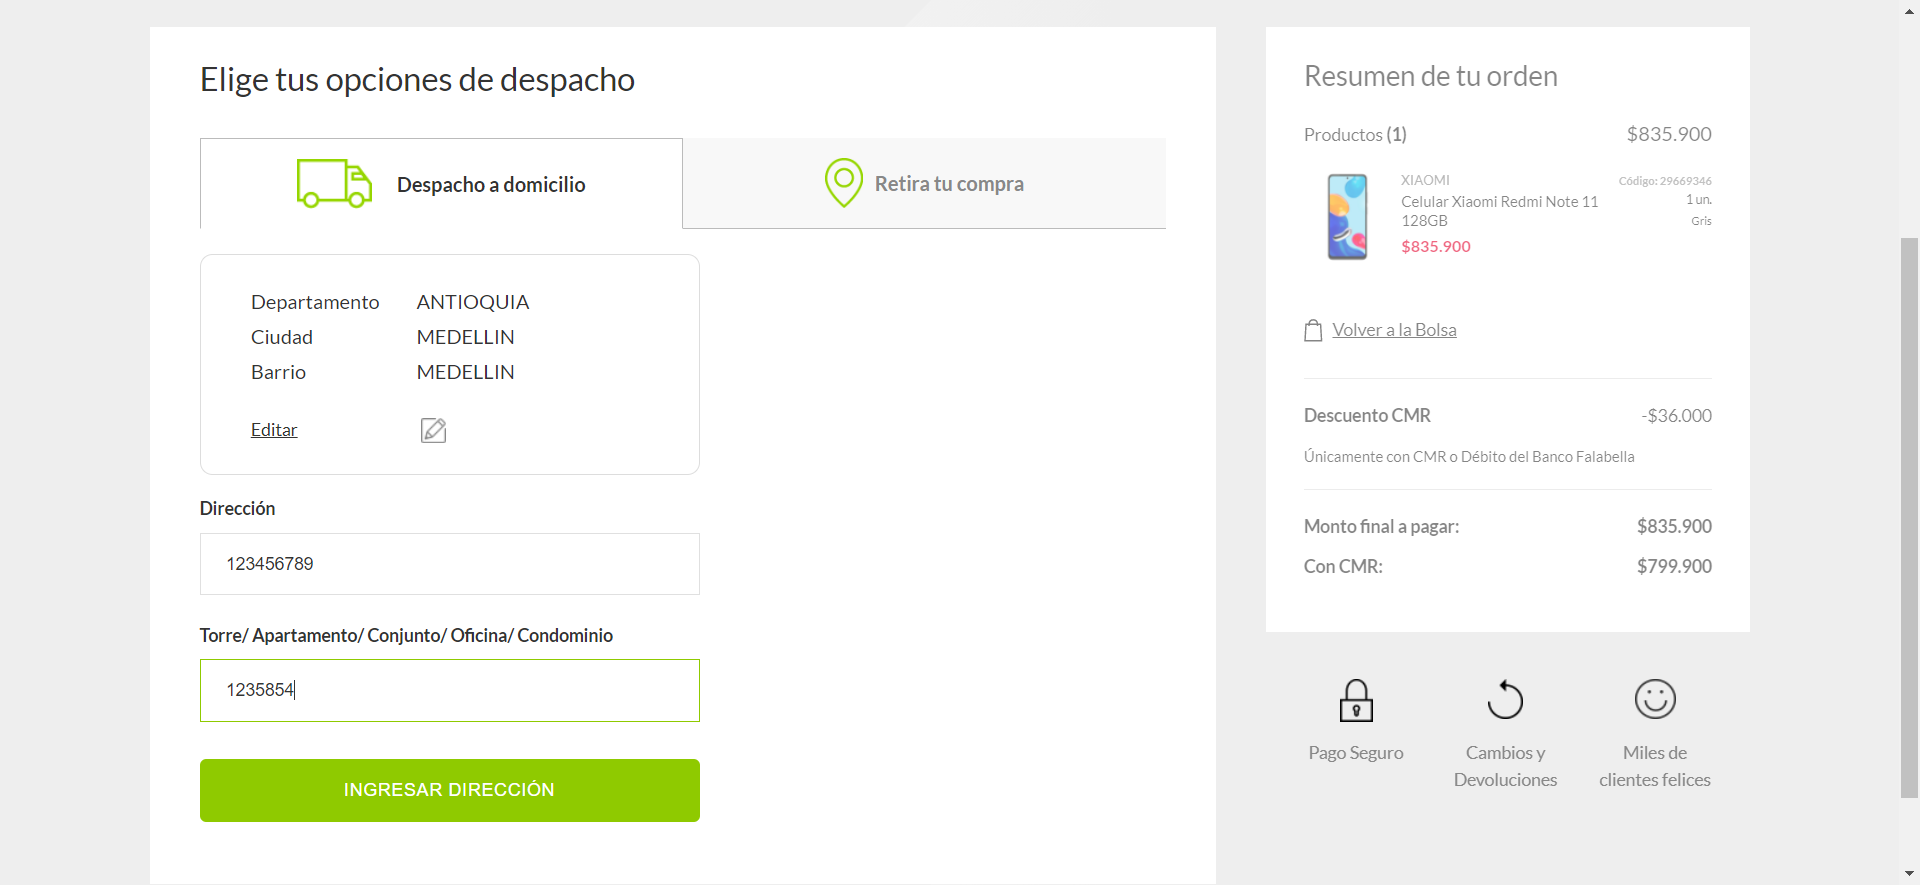 Elige tus opciones de despacho
Despacho a domicilio
Retira tu compra
Departamento ANTIOQUIA
Ciudad MEDELLIN
Barrio MEDELLIN
Editar
Dirección
123456789
Torre/ Apartamento/ Conjunto/ Oficina/ Condominio
1235854
INGRESAR DIRECCIÓN
Resumen de tu orden
Productos (1) $835.900
XIAOMI Código: 29669346
Celular Xiaomi Redmi Note 11 1 un.
128GB Gris
$835.900
Volver a la Bolsa
Descuento CMR -$36.000
Únicamente con CMR o Débito del Banco Falabella
Monto final a pagar: $835.900
Con CMR: $799.900
Pago Seguro
Cambios y
Devoluciones
Miles de
clientes felices